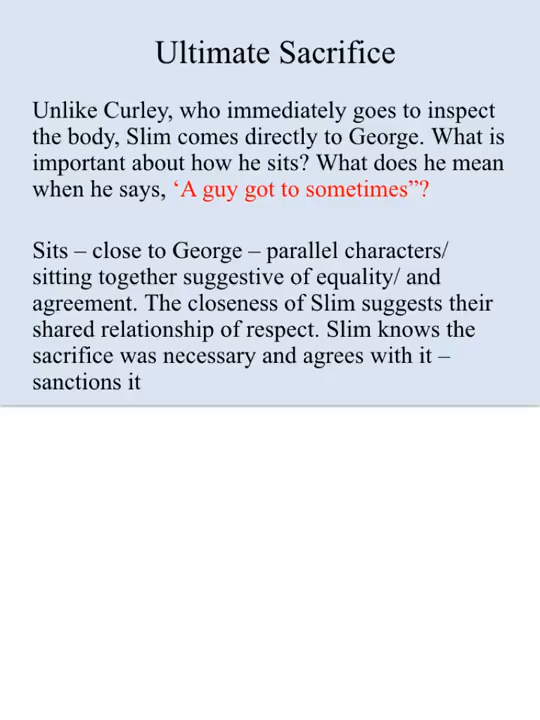 Ultimate Sacrifice
Unlike Curley, who immediately goes to inspect
the body, Slim comes directly to George. What is
important about how he sits? What does he mean
when he says, ‘A guy got to sometimes”?
Sits – close to George – parallel characters/
sitting together suggestive of equality/ and
agreement. The closeness of Slim suggests their
shared relationship of respect. Slim knows the
sacrifice was necessary and agrees with it –
sanctions it